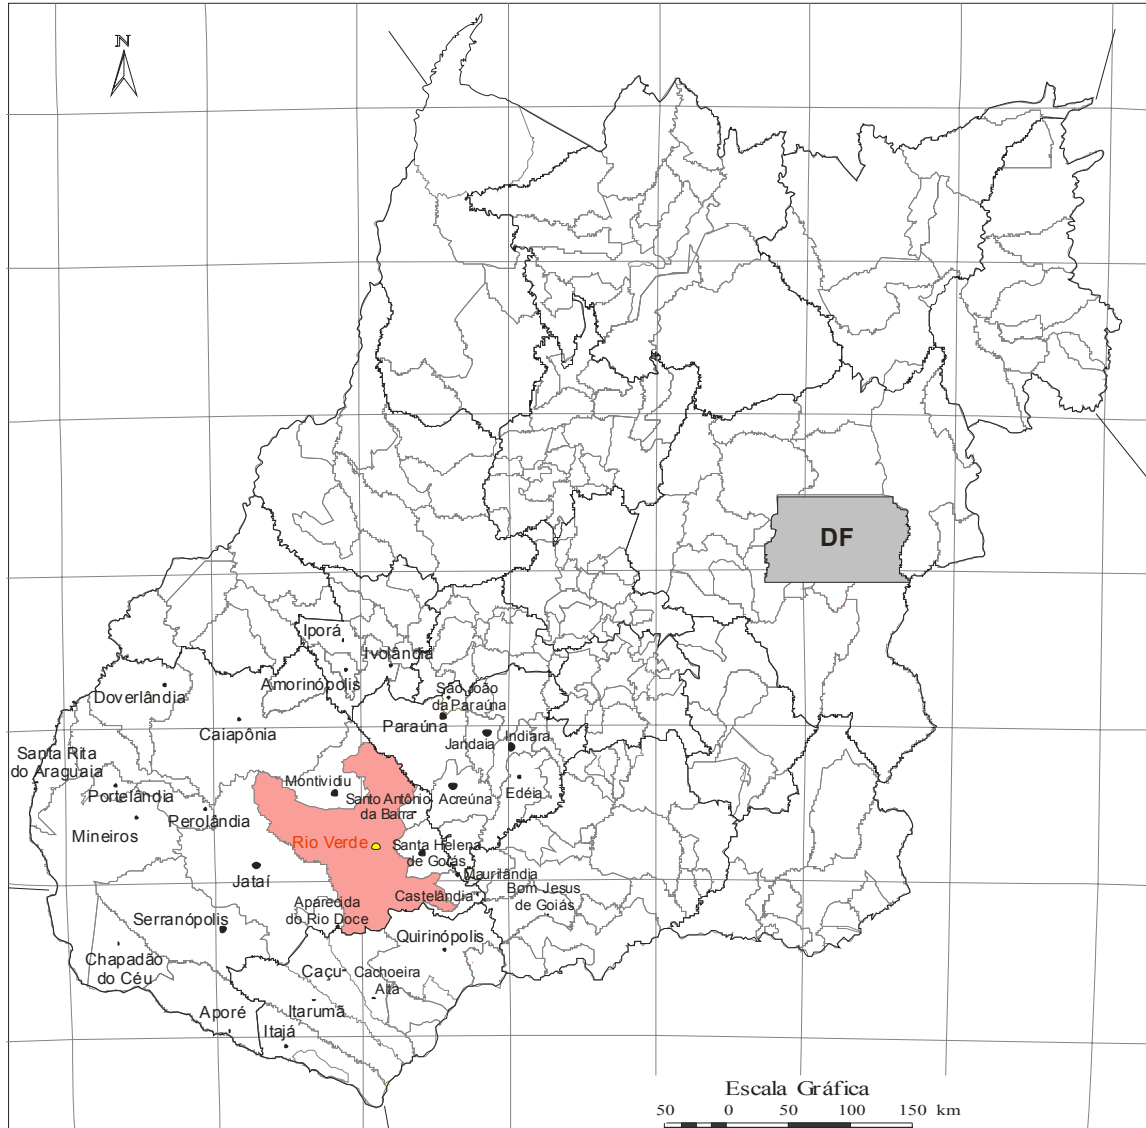 N
DF
Iporá
Ivolândia
Amorinópolis
Doverlândia
São João
da Paraúna
Paraúna
Caiapônia
Jandaia
Indiara
Santa Rita
do Araguaia
Montividiu
Portelândia
Santo Antônio
da Barra
Acreúna
Edéia
Perolândia
Mineiros
Rio Verde
Santa Helena
de Goiás
Jataí
Maurilândia
Castelândia
Bom Jesus
de Goiás
Aparecida
do Rio Doce
Serranópolis
Quirinópolis
Chapadão
do Céu
Caçu
Cachoeira
Alta
Aporé
Itarumã
Itajá
Escala Gráfica
50 0 50 100 150 km